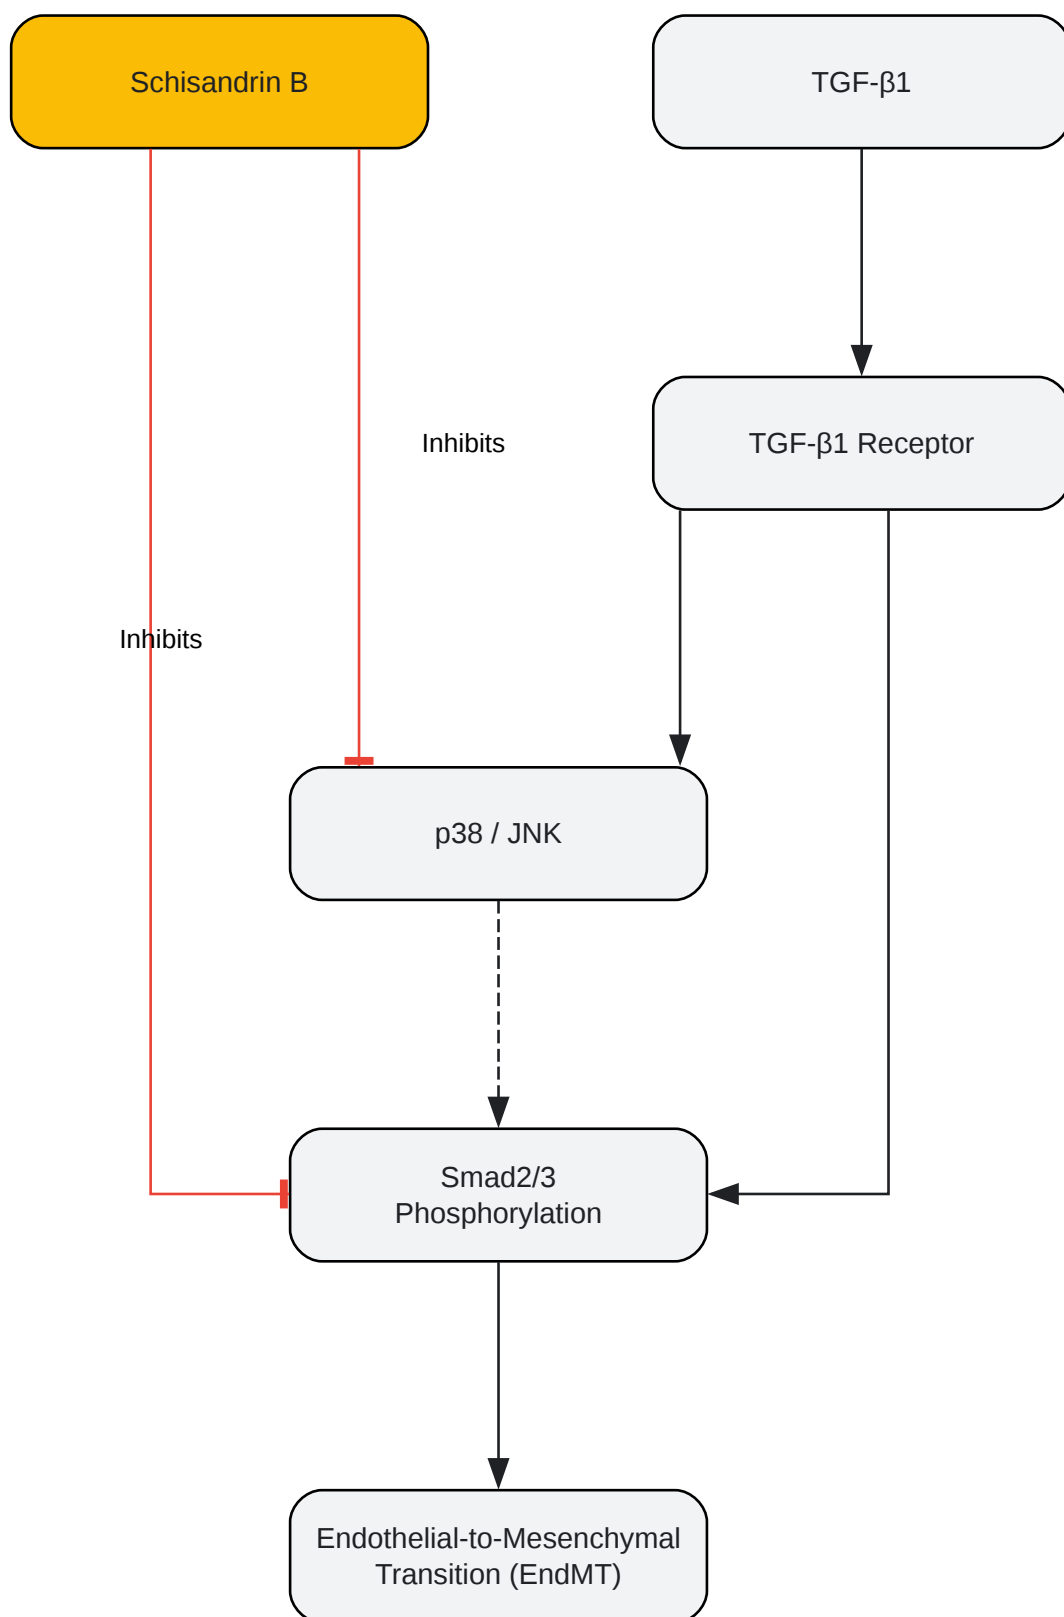 Schisandrin B
TGF-β1
TGF-β1 Receptor
Inhibits
Inhibits
p38 / JNK
Smad2/3
Phosphorylation
Endothelial-to-Mesenchymal
Transition (EndMT)